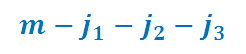 m − j₁ − j₂ − j₃